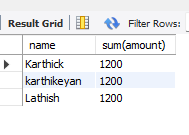 Result Grid Filter Rows:
name sum(amount)
Karthick 1200
karthikeyan 1200
Lathish 1200